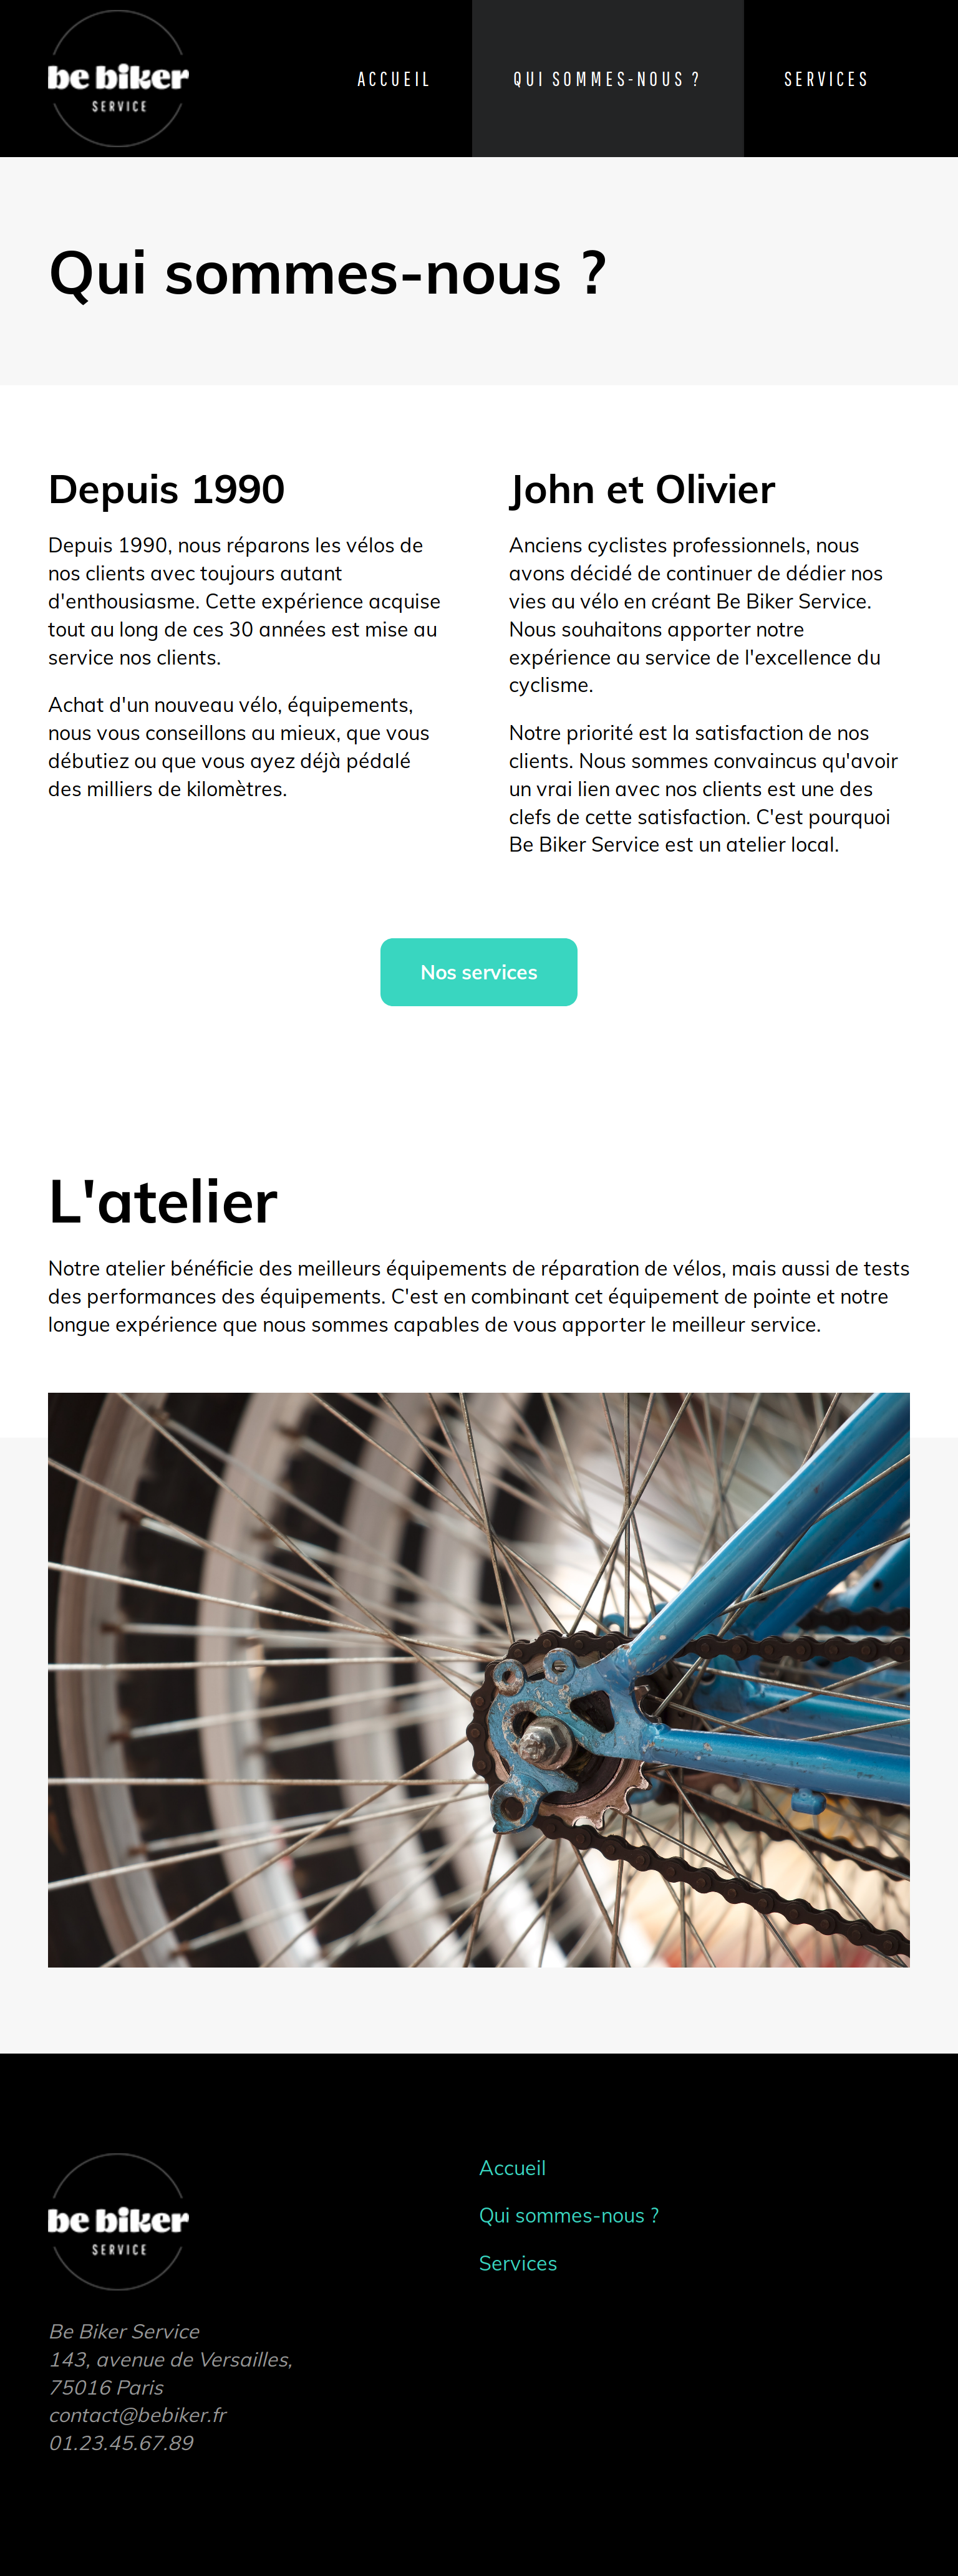 be biker
SERVICE
ACCUEIL
QUI SOMMES-NOUS ?
SERVICES
Qui sommes-nous ?
Depuis 1990
Depuis 1990, nous réparons les vélos de
nos clients avec toujours autant
d'enthousiasme. Cette expérience acquise
tout au long de ces 30 années est mise au
service nos clients.
Achat d'un nouveau vélo, équipements,
nous vous conseillons au mieux, que vous
débutiez ou que vous ayez déjà pédalé
des milliers de kilomètres.
John et Olivier
Anciens cyclistes professionnels, nous
avons décidé de continuer de dédier nos
vies au vélo en créant Be Biker Service.
Nous souhaitons apporter notre
expérience au service de l'excellence du
cyclisme.
Notre priorité est la satisfaction de nos
clients. Nous sommes convaincus qu'avoir
un vrai lien avec nos clients est une des
clefs de cette satisfaction. C'est pourquoi
Be Biker Service est un atelier local.
Nos services
L'atelier
Notre atelier bénéficie des meilleurs équipements de réparation de vélos, mais aussi de tests
des performances des équipements. C'est en combinant cet équipement de pointe et notre
longue expérience que nous sommes capables de vous apporter le meilleur service.
be biker
SERVICE
Be Biker Service
143, avenue de Versailles,
75016 Paris
contact@bebiker.fr
01.23.45.67.89
Accueil
Qui sommes-nous ?
Services